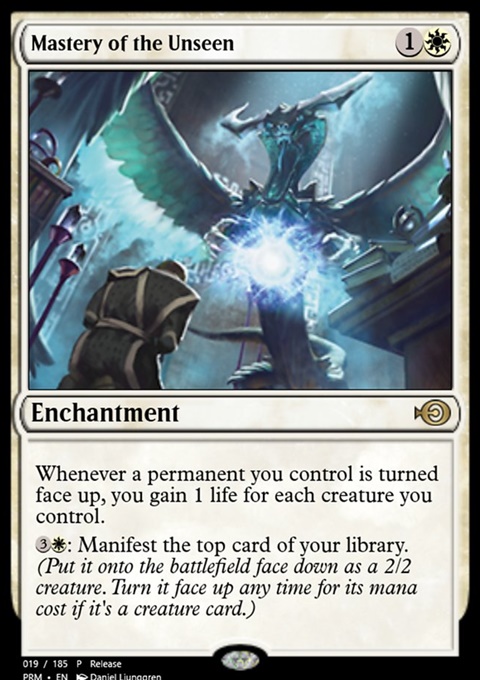 Mastery of the Unseen 1
Enchantment
Whenever a permanent you control is turned
face up, you gain 1 life for each creature you
control.
3 : Manifest the top card of your library.
(Put it onto the battlefield face down as a 2/2
creature. Turn it face up any time for its mana
cost if it's a creature card.)
019 / 185 P Release
PRM • EN Daniel Ljunggren